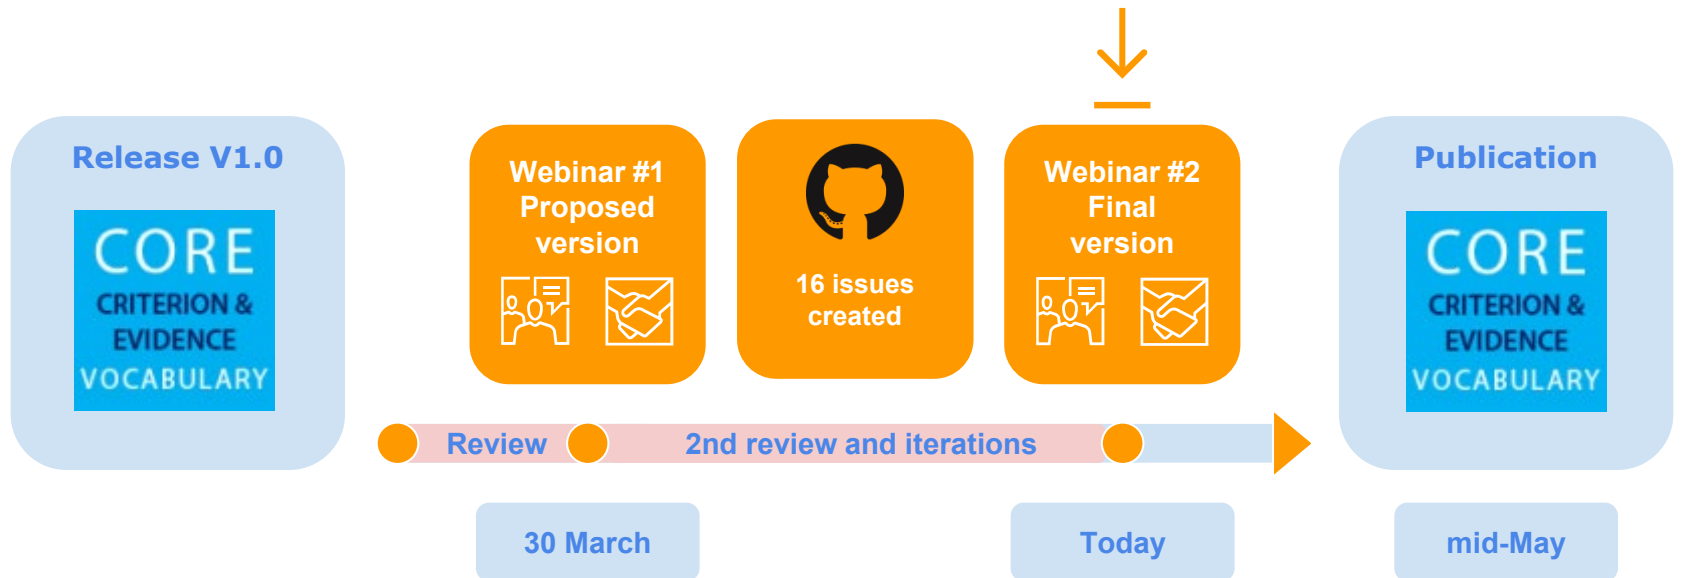 Release V1.0
CORE
CRITERION &
EVIDENCE
VOCABULARY
Webinar #1
Proposed
version
16 issues
created
Webinar #2
Final
version
Publication
CORE
CRITERION &
EVIDENCE
VOCABULARY
Review
2nd review and iterations
30 March
Today
mid-May